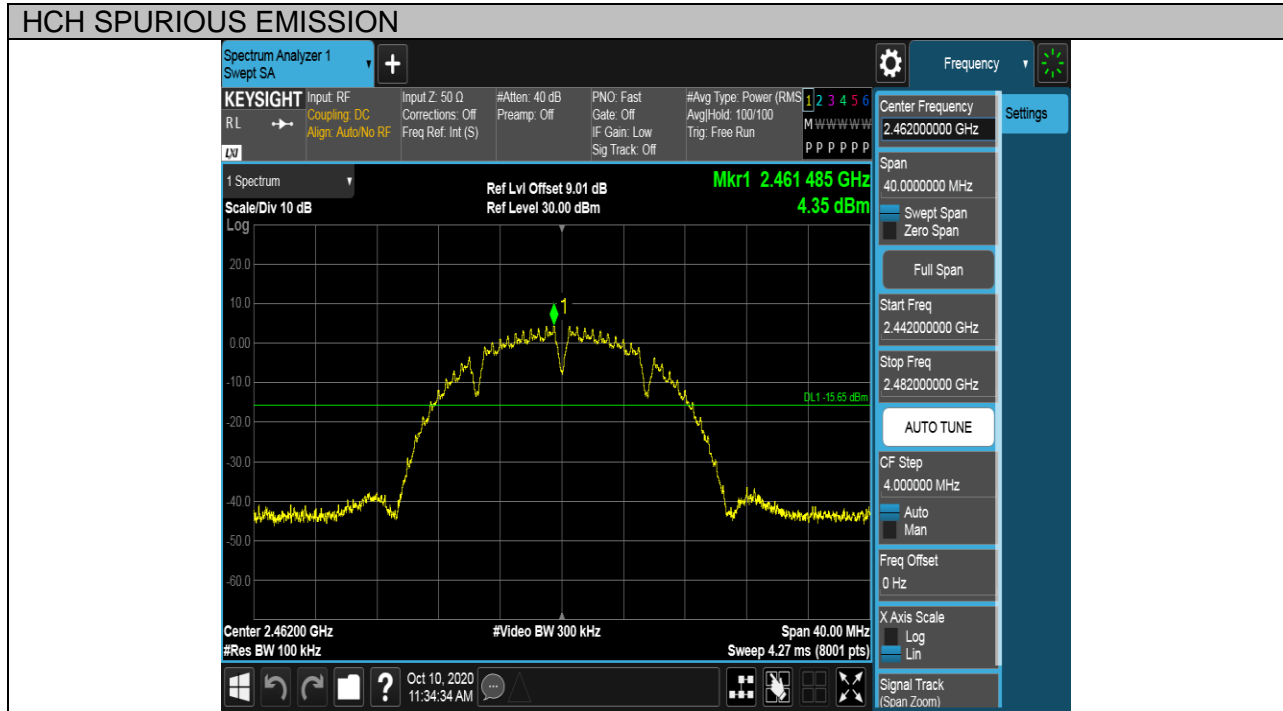 HCH SPURIOUS EMISSION
Spectrum Analyzer 1
Swept SA
+
Frequency
KEYSIGHT
RL
LXI
Input: RF
Coupling: DC
Align: Auto/No RF
Input Z: 50 Ω
Corrections: Off
Freq Ref: Int (S)
#Atten: 40 dB
Preamp: Off
PNO: Fast
Gate: Off
IF Gain: Low
Sig Track: Off
#Avg Type: Power (RMS
Avg|Hold: 100/100
Trig: Free Run
1 2 3 4 5 6
M W W W W W
P P P P P P
1 Spectrum
Scale/Div 10 dB
Ref Lvl Offset 9.01 dB
Ref Level 30.00 dBm
Mkr1 2.461 485 GHz
4.35 dBm
Log
20.0
10.0
0.00
-10.0
-20.0
-30.0
-40.0
-50.0
-60.0
1
DL1 -15.65 dBm
Center 2.46200 GHz
#Video BW 300 kHz
Span 40.00 MHz
#Res BW 100 kHz
Sweep 4.27 ms (8001 pts)
?
Oct 10, 2020
11:34:34 AM
Center Frequency
2.462000000 GHz
Settings
Span
40.0000000 MHz
Swept Span
Zero Span
Full Span
Start Freq
2.442000000 GHz
Stop Freq
2.482000000 GHz
AUTO TUNE
CF Step
4.000000 MHz
Auto
Man
Freq Offset
0 Hz
X Axis Scale
Log
Lin
Signal Track
(Span Zoom)